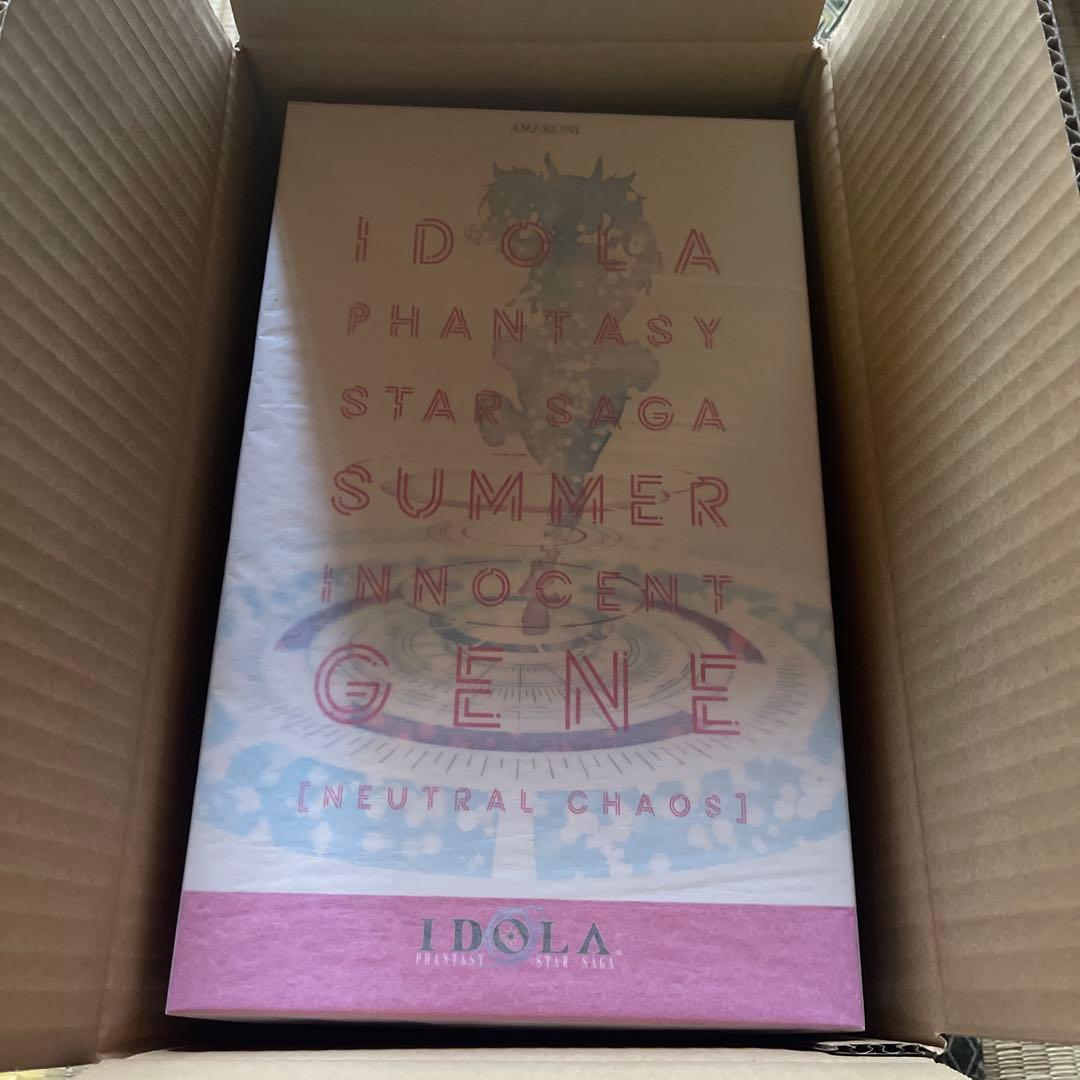 AMAKUNI
IDOLA
PHANTASY
STAR SAGA
SUMMER
INNOCENT
GENE
[NEUTRAL CHAOS]
IDOLA
PHANTASY STAR SAGA